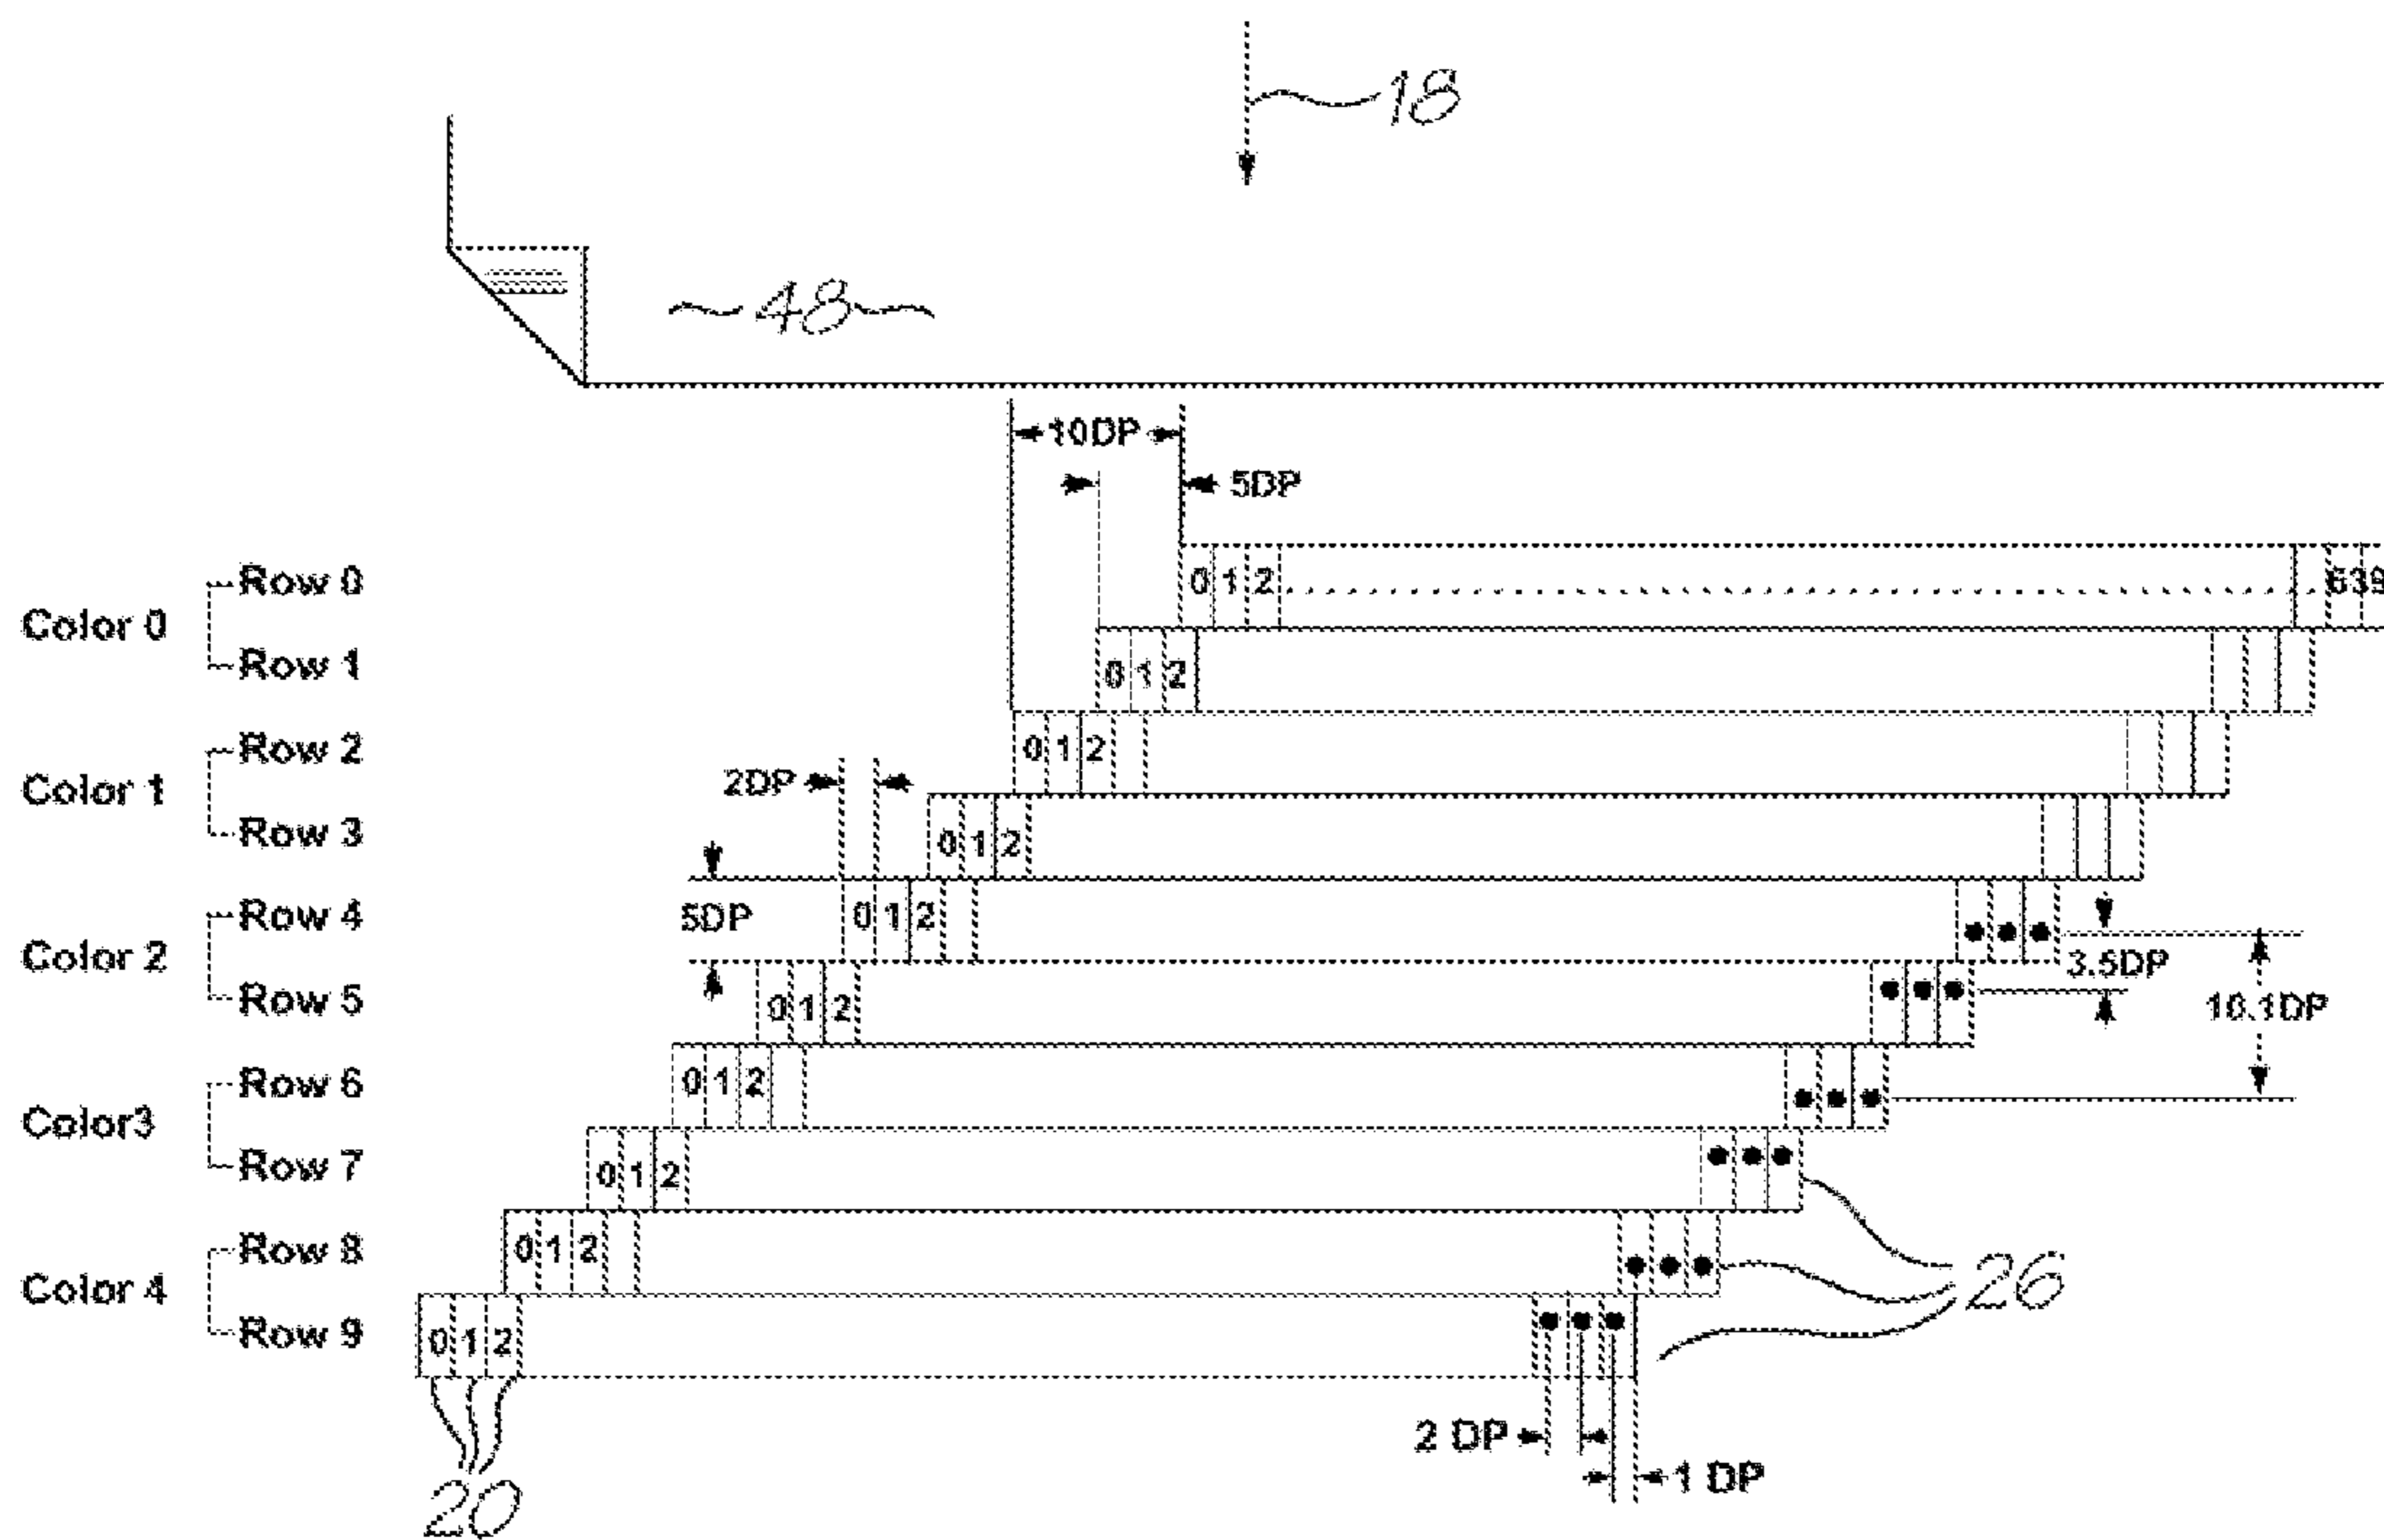 18
48
10DP
5DP
Color 0
Row 0
0 1 2 639
Row 1
0 1 2
Color 1
Row 2
0 1 2
2DP
Row 3
0 1 2
Color 2
Row 4
5DP
0 1 2
3.5DP
Row 5
0 1 2
10.1DP
Color3
Row 6
0 1 2
Row 7
0 1 2
Color 4
Row 8
0 1 2
26
Row 9
0 1 2
2 DP
1 DP
20